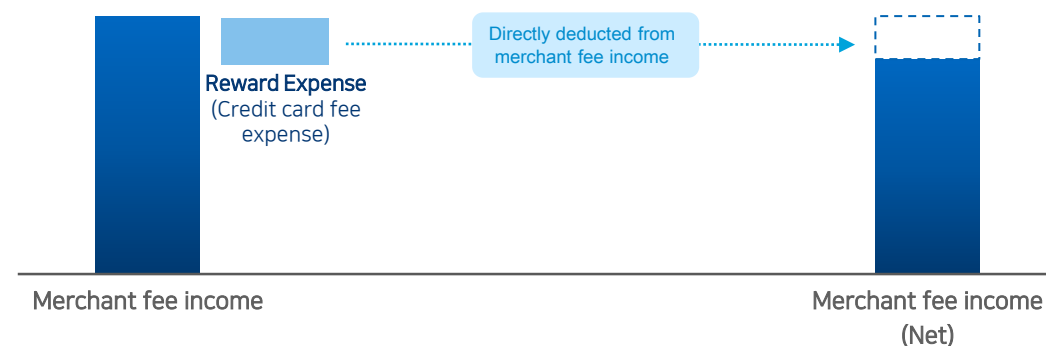 Directly deducted from
merchant fee income
Reward Expense
(Credit card fee
expense)
Merchant fee income
Merchant fee income
(Net)